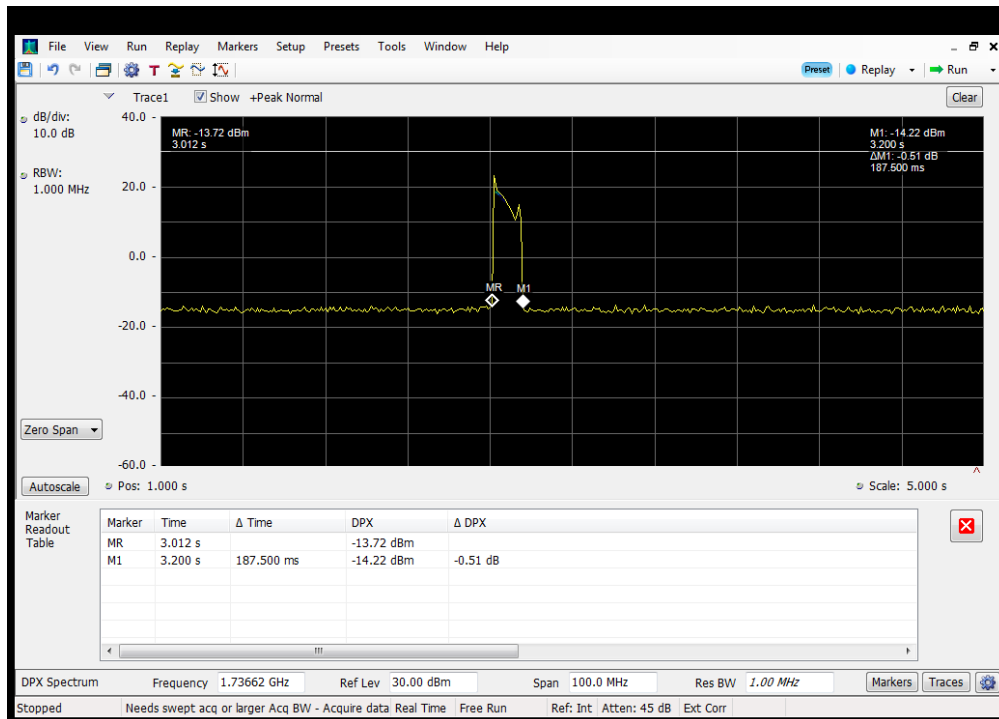 File View Run Replay Markers Setup Presets Tools Window Help
Preset Replay Run
Trace1 Show +Peak Normal Clear
dB/div:
10.0 dB
RBW:
1.000 MHz
40.0
20.0
0.0
-20.0
-40.0
-60.0
MR: -13.72 dBm
3.012 s
M1: -14.22 dBm
3.200 s
ΔM1: -0.51 dB
187.500 ms
MR M1
Zero Span
Autoscale Pos: 1.000 s Scale: 5.000 s
Marker
Readout
Table
Marker Time Δ Time DPX Δ DPX
MR 3.012 s -13.72 dBm
M1 3.200 s 187.500 ms -14.22 dBm -0.51 dB
DPX Spectrum Frequency 1.73662 GHz Ref Lev 30.00 dBm Span 100.0 MHz Res BW 1.00 MHz Markers Traces
Stopped Needs swept acq or larger Acq BW - Acquire data Real Time Free Run Ref: Int Atten: 45 dB Ext Corr